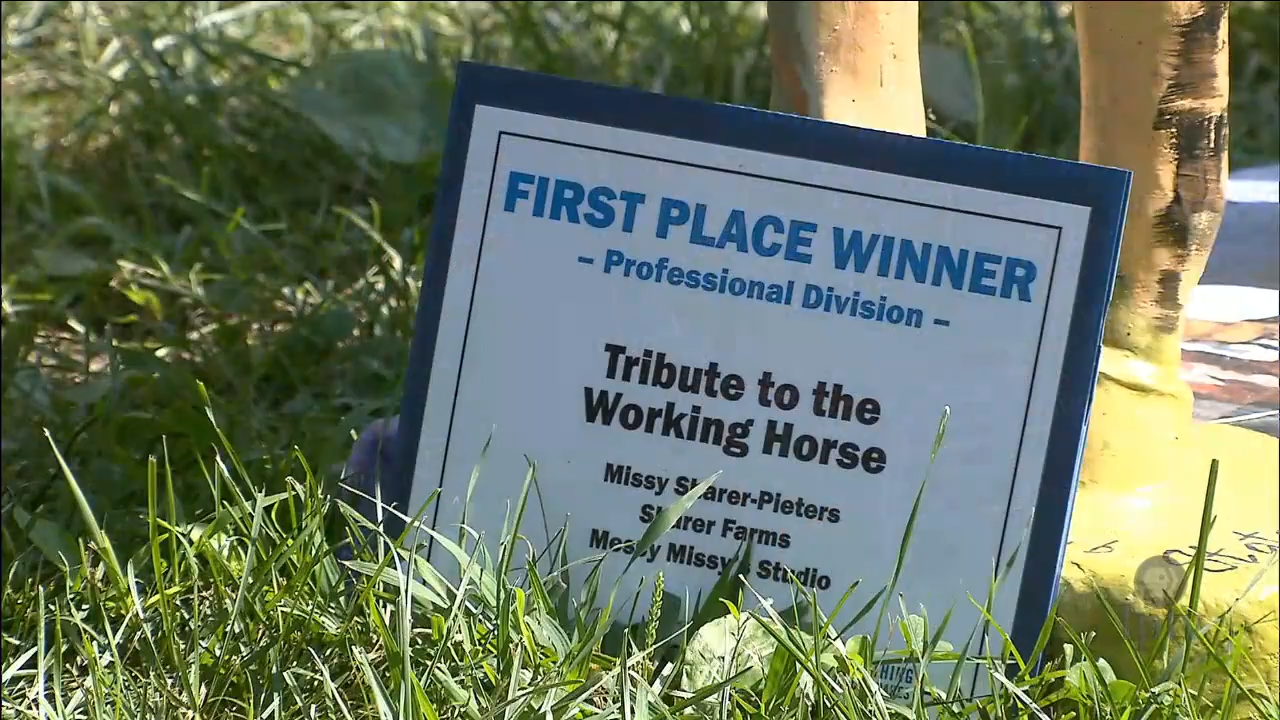 FIRST PLACE WINNER
– Professional Division –
Tribute to the
Working Horse
Missy Sharer-Pieters
Sharer Farms
Messy Missy's Studio